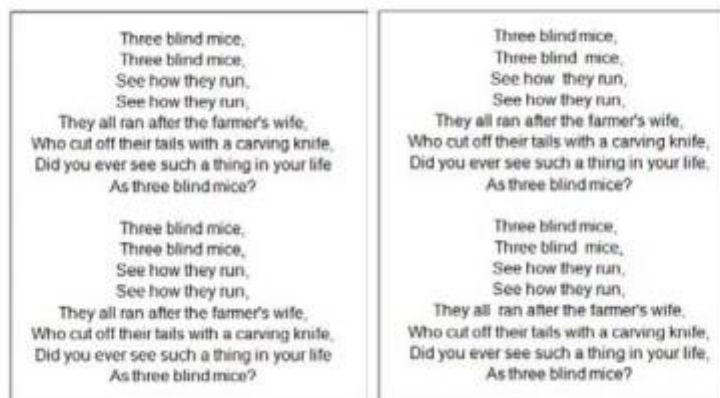 Three blind mice,
Three blind mice,
See how they run,
See how they run,
They all ran after the farmer's wife,
Who cut off their tails with a carving knife,
Did you ever see such a thing in your life
As three blind mice?
Three blind mice,
Three blind mice,
See how they run,
See how they run,
They all ran after the farmer's wife,
Who cut off their tails with a carving knife,
Did you ever see such a thing in your life
As three blind mice?
Three blind mice,
Three blind  mice,
See how  they run,
See how they run,
They all ran after the farmer's wife,
Who cut off their tails with a carving knife,
Did you ever see such a thing in your life,
As three blind mice?
Three blind mice,
Three blind  mice,
See how they run,
See how they run,
They all  ran after the farmer's wife,
Who cut off their tails with a carving knife,
Did you ever see such a thing in your life,
As three blind mice?